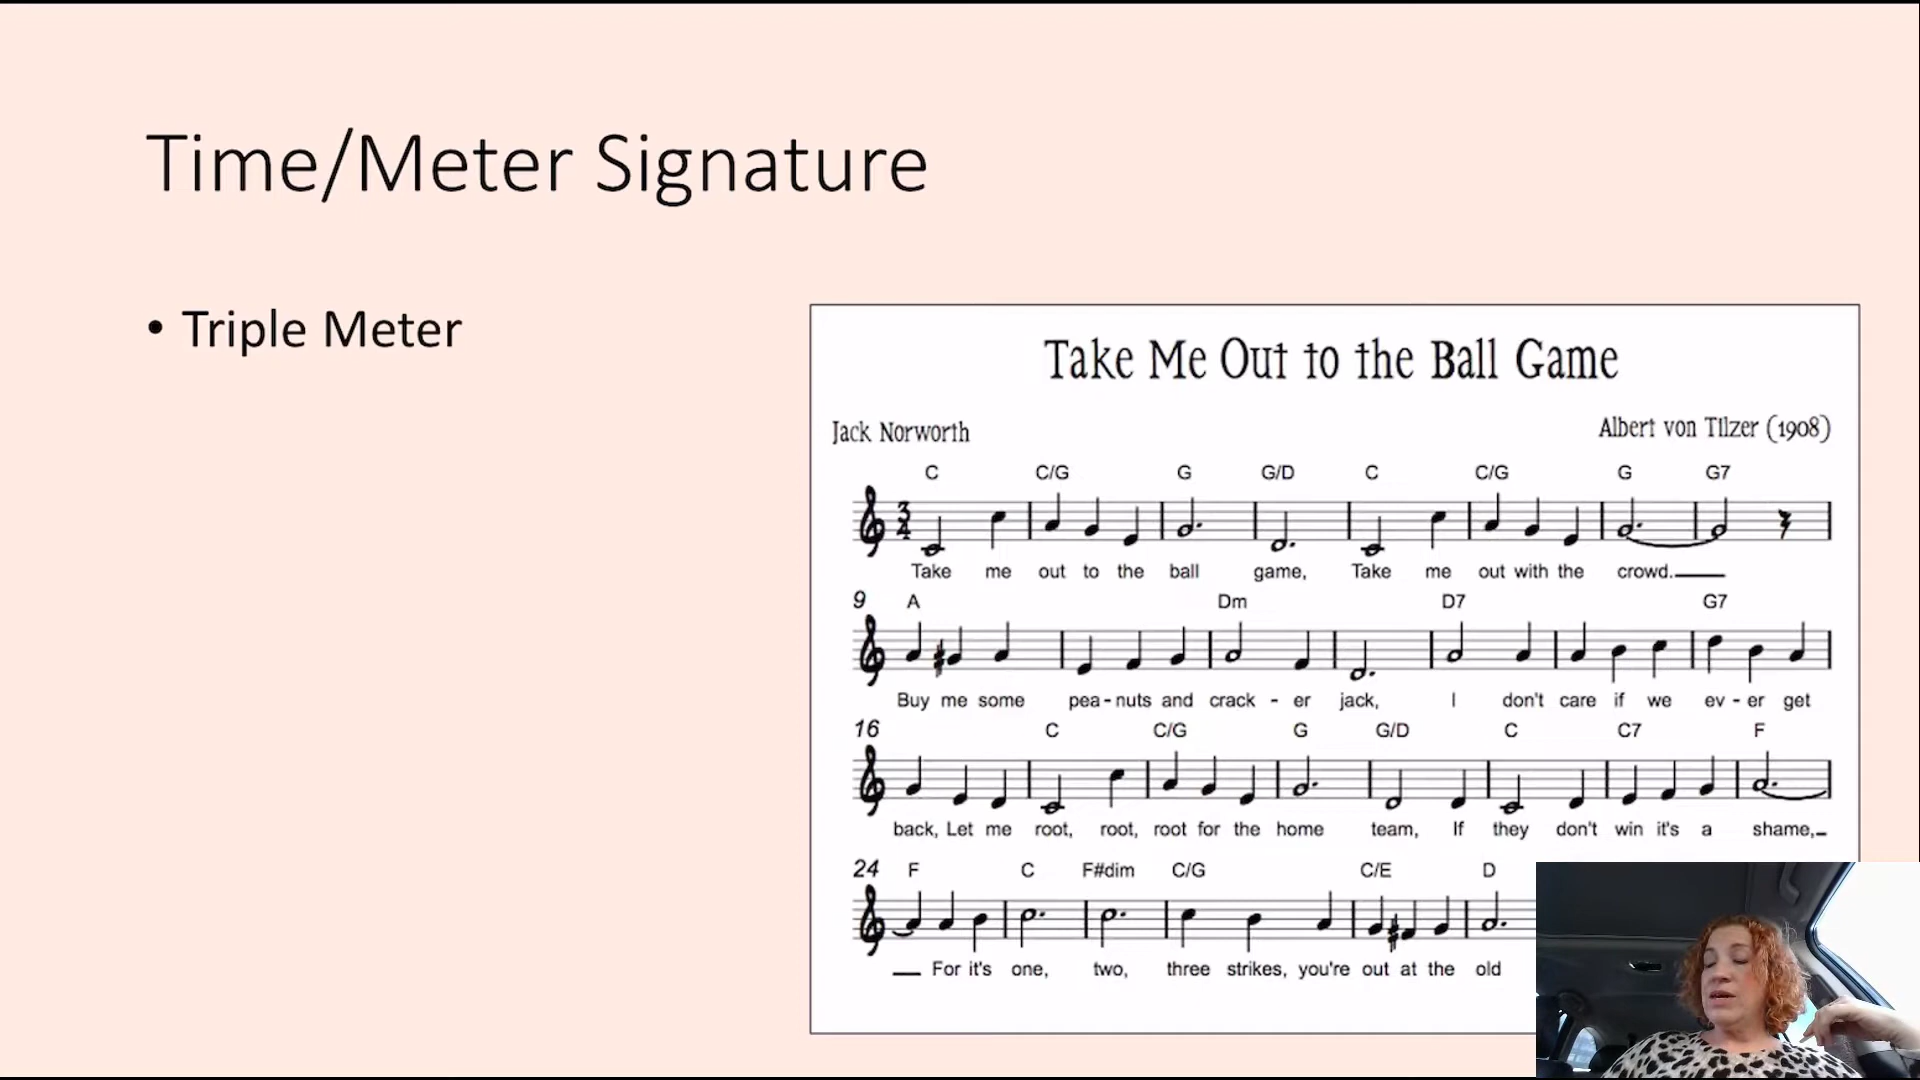 Time/Meter Signature
• Triple Meter
Take Me Out to the Ball Game
Jack Norworth
Albert von TIlzer (1908)
C C/G G G/D C C/G G G7
3
4
Take me out to the ball game, Take me out with the crowd.
9 A Dm D7 G7
Buy me some pea - nuts and crack - er jack, I don't care if we ev - er get
16 C C/G G G/D C C7 F
back, Let me root, root, root for the home team, If they don't win it's a shame,
24 F C F#dim C/G C/E D
For it's one, two, three strikes, you're out at the old